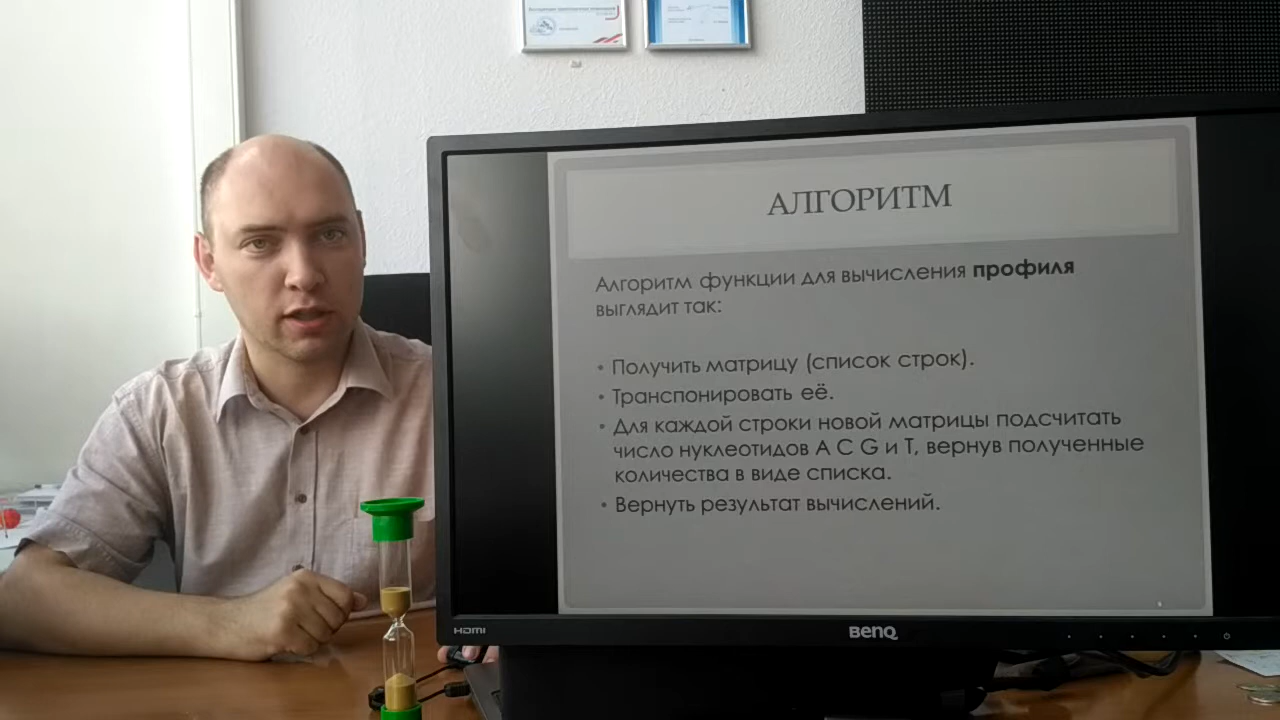 АЛГОРИТМ
Алгоритм функции для вычисления профиля
выглядит так:
• Получить матрицу (список строк).
• Транспонировать её.
• Для каждой строки новой матрицы подсчитать
число нуклеотидов A C G и T, вернув полученные
количества в виде списка.
• Вернуть результат вычислений.
HDMI
BenQ